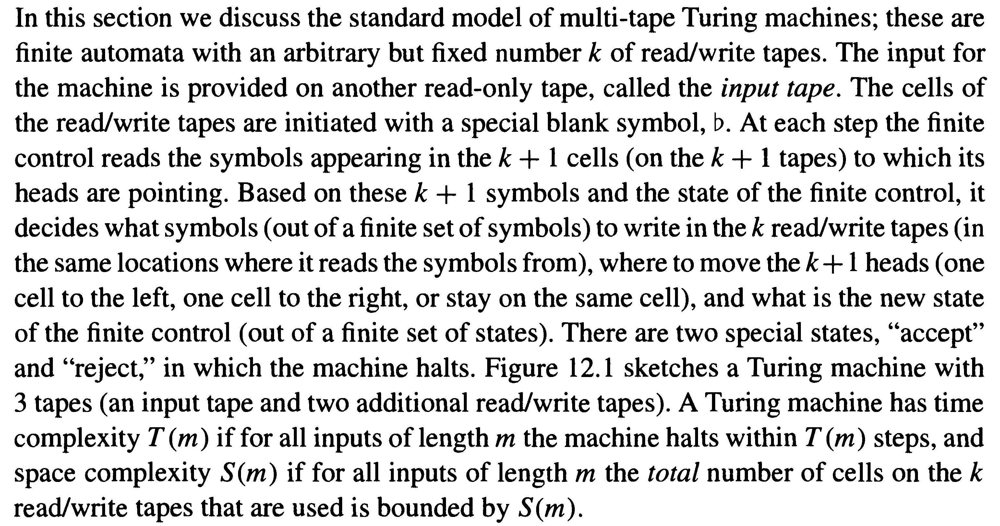 In this section we discuss the standard model of multi-tape Turing machines; these are
finite automata with an arbitrary but fixed number k of read/write tapes. The input for
the machine is provided on another read-only tape, called the input tape. The cells of
the read/write tapes are initiated with a special blank symbol, ƅ. At each step the finite
control reads the symbols appearing in the k + 1 cells (on the k + 1 tapes) to which its
heads are pointing. Based on these k + 1 symbols and the state of the finite control, it
decides what symbols (out of a finite set of symbols) to write in the k read/write tapes (in
the same locations where it reads the symbols from), where to move the k + 1 heads (one
cell to the left, one cell to the right, or stay on the same cell), and what is the new state
of the finite control (out of a finite set of states). There are two special states, “accept”
and “reject,” in which the machine halts. Figure 12.1 sketches a Turing machine with
3 tapes (an input tape and two additional read/write tapes). A Turing machine has time
complexity T(m) if for all inputs of length m the machine halts within T(m) steps, and
space complexity S(m) if for all inputs of length m the total number of cells on the k
read/write tapes that are used is bounded by S(m).